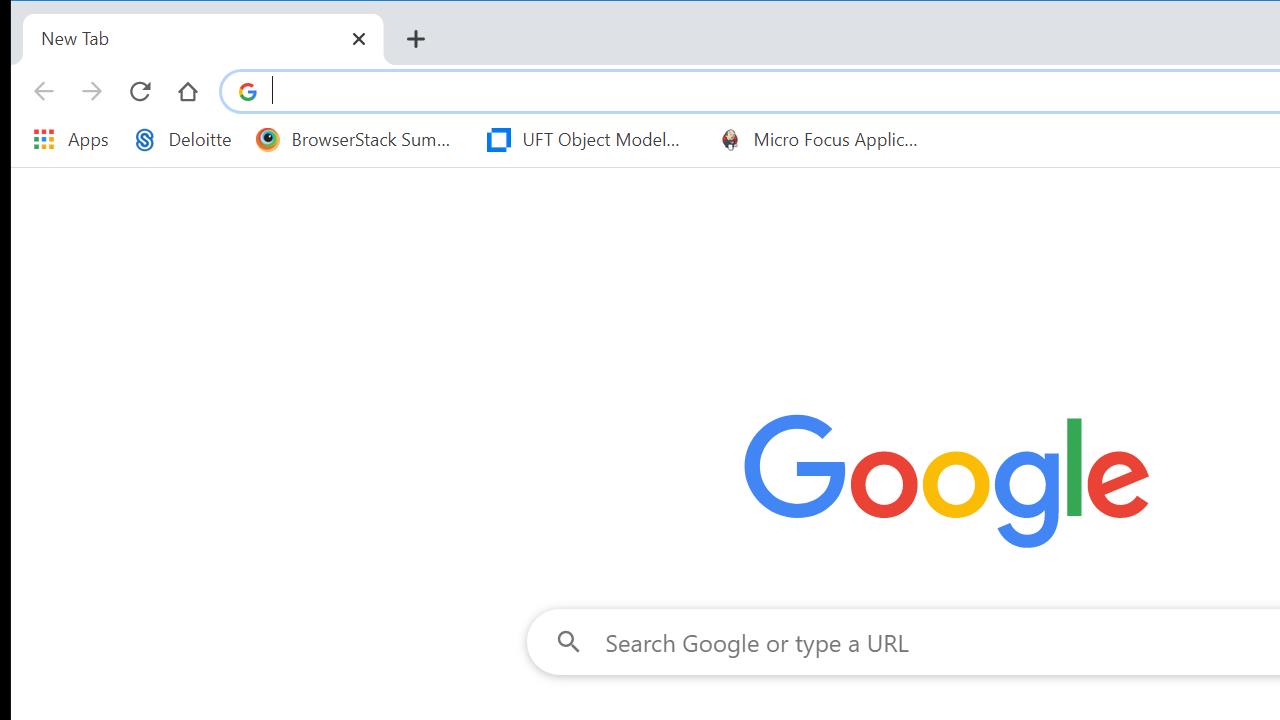 New Tab
Apps Deloitte BrowserStack Sum... UFT Object Model... Micro Focus Applic...
Google
Search Google or type a URL